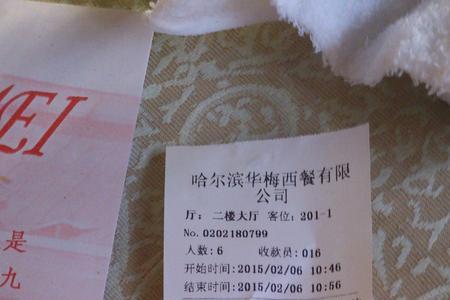 MEI
是
九
哈尔滨华梅西餐有限
公司
厅: 二楼大厅 客位: 201-1
No.0202180799
人数:6 收款员:016
开始时间:2015/02/06 10:46
结束时间:2015/02/06 10:56